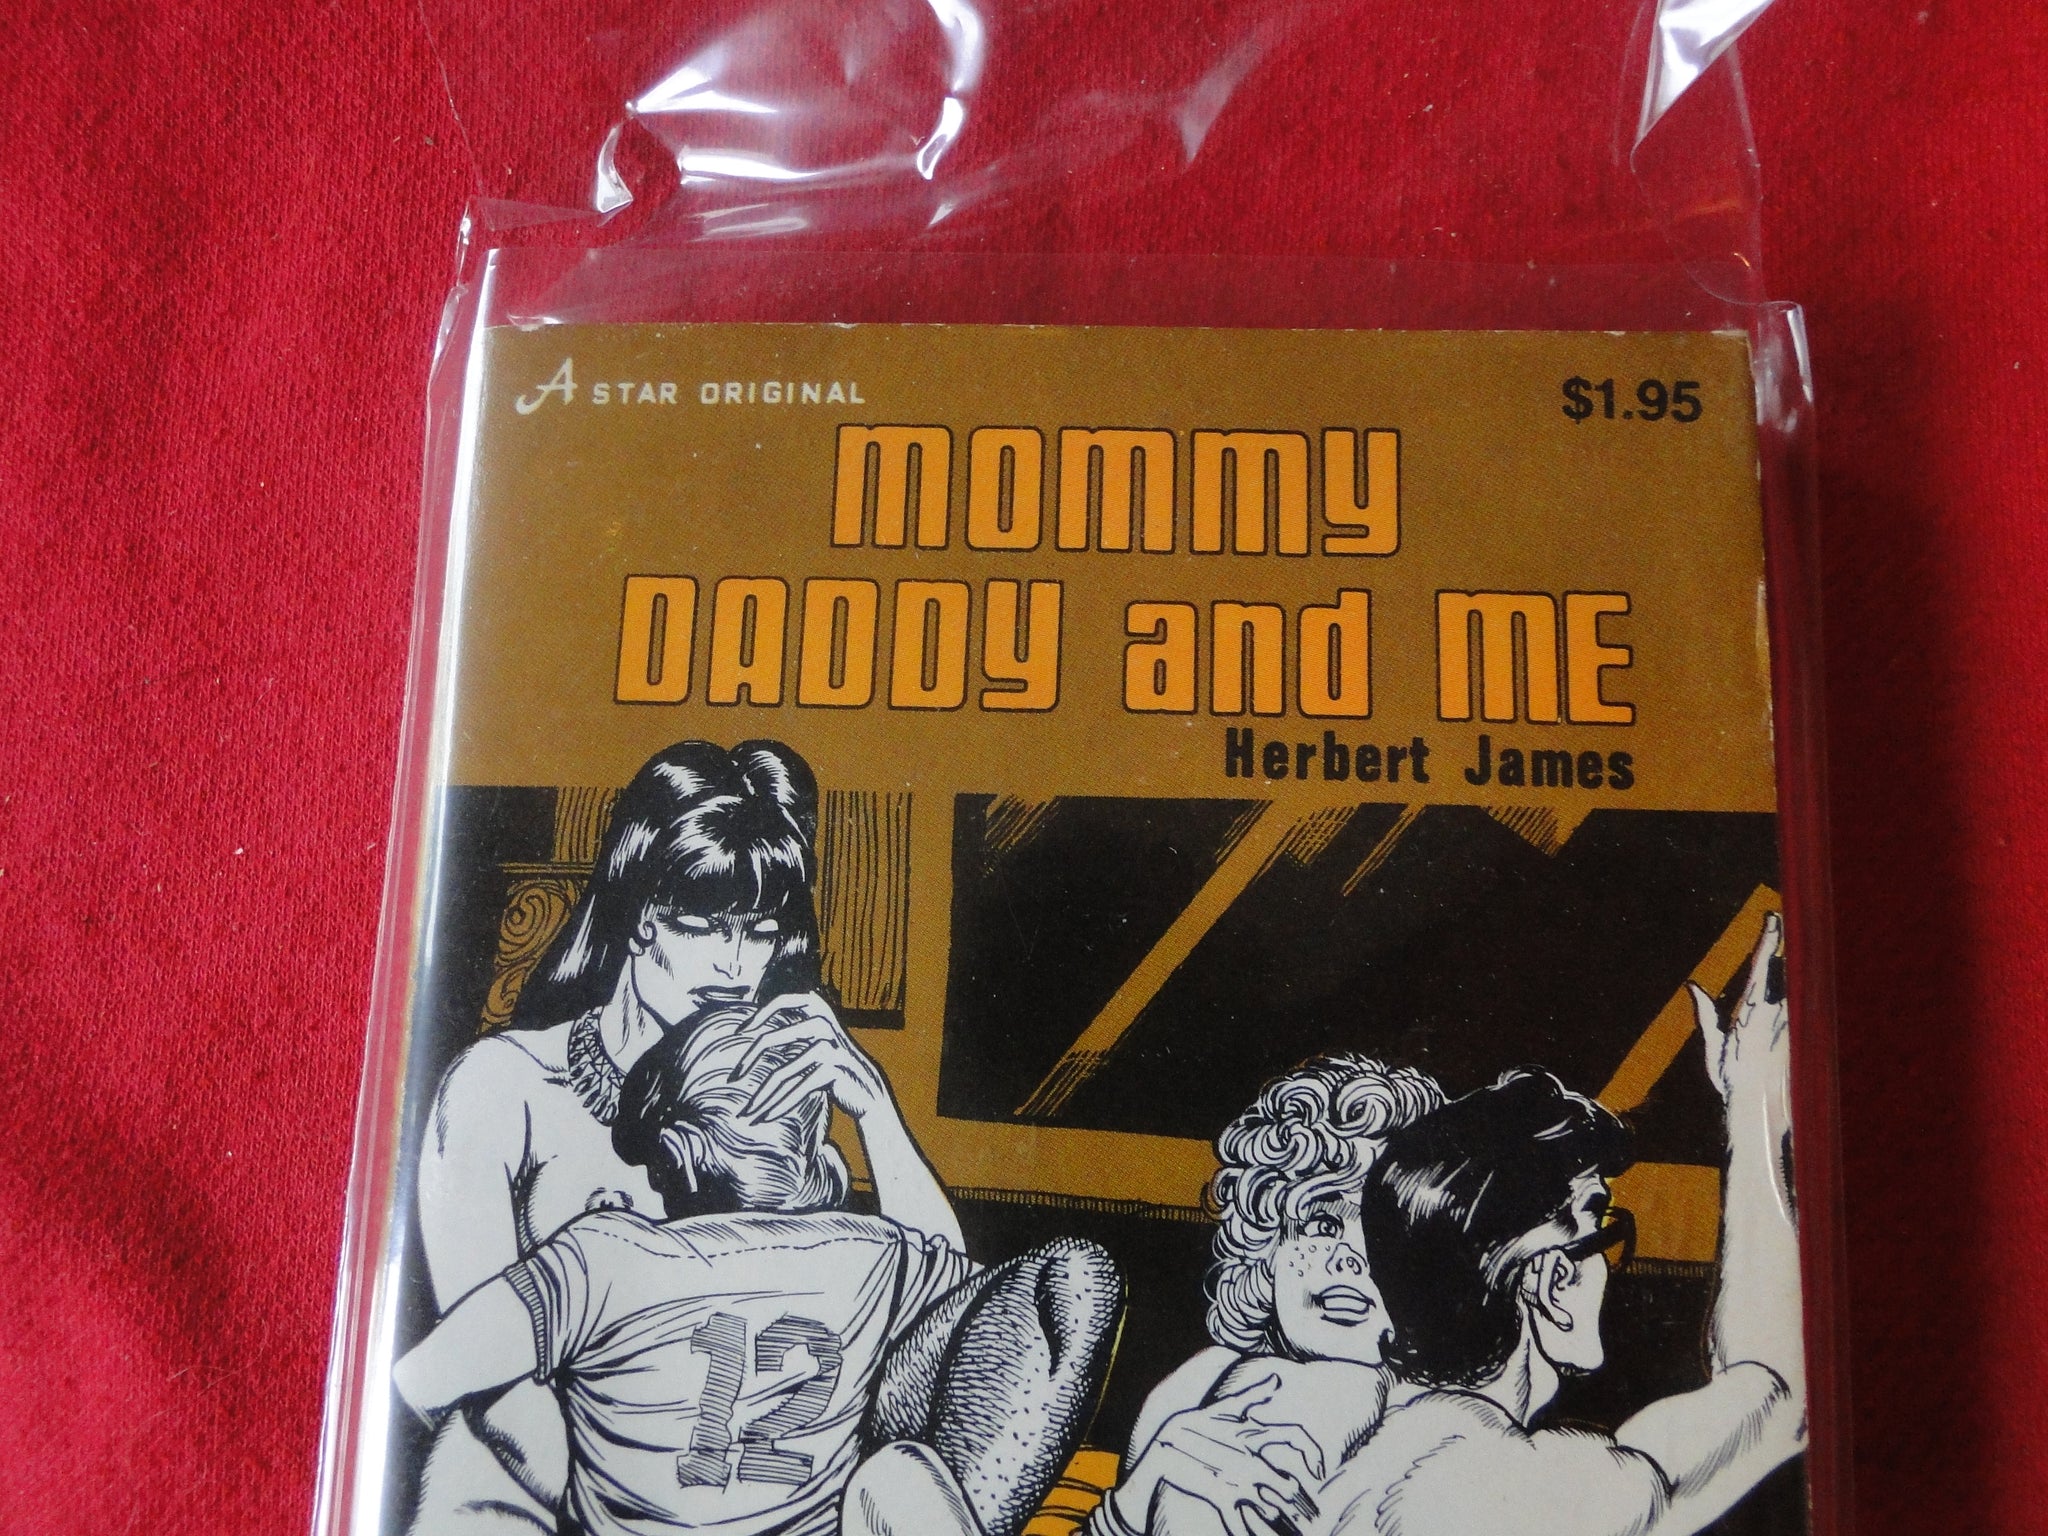 A STAR ORIGINAL
$1.95
MOMMY
DADDY and ME
Herbert James
12